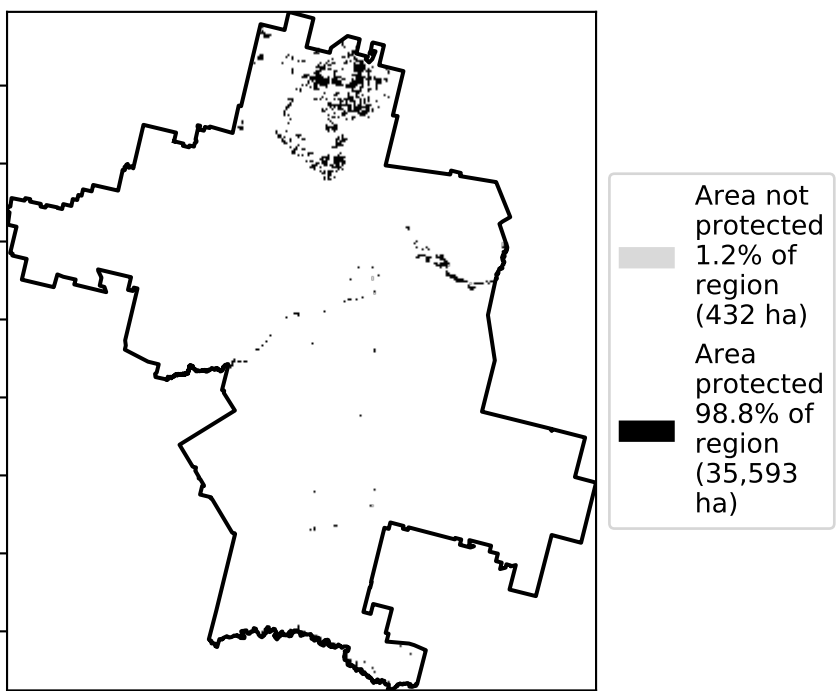 Area not
protected
1.2% of
region
(432 ha)
Area
protected
98.8% of
region
(35,593
ha)